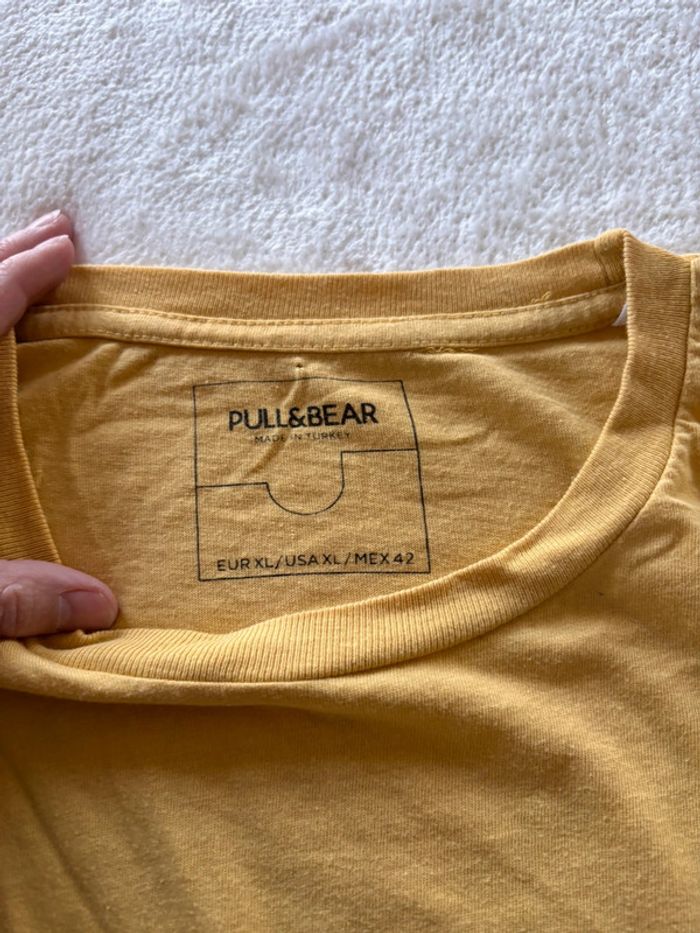 PULL&BEAR
MADE IN TURKEY
EUR XL / USA XL / MEX 42